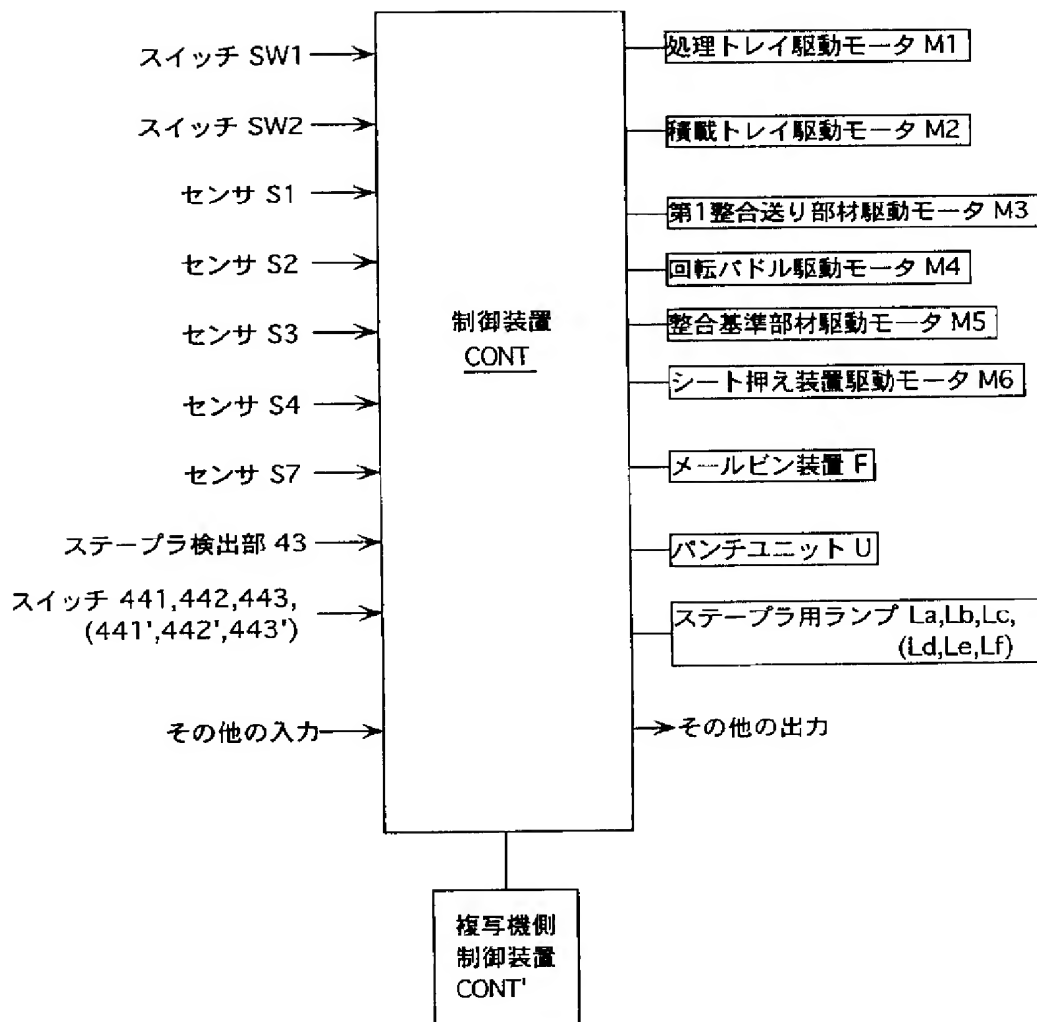 スイッチ SW1
スイッチ SW2
センサ S1
センサ S2
センサ S3
センサ S4
センサ S7
ステープラ検出部 43
スイッチ 441,442,443,
(441',442',443')
その他の入力
制御装置
CONT
処理トレイ駆動モータ M1
積載トレイ駆動モータ M2
第1整合送り部材駆動モータ M3
回転パドル駆動モータ M4
整合基準部材駆動モータ M5
シート押え装置駆動モータ M6
メールビン装置 F
パンチユニット U
ステープラ用ランプ La,Lb,Lc,
(Ld,Le,Lf)
その他の出力
複写機側
制御装置
CONT'